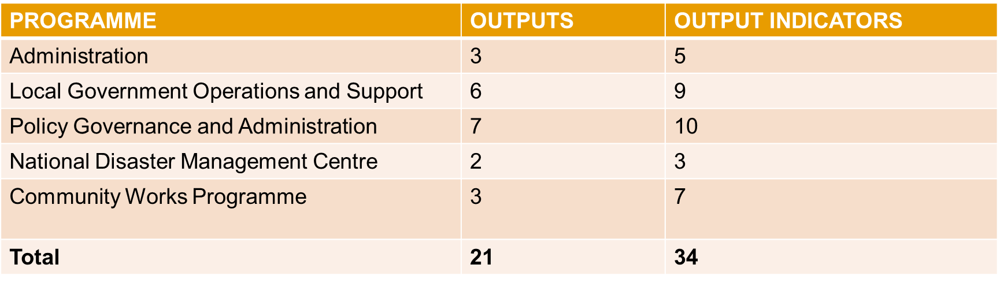 PROGRAMME OUTPUTS OUTPUT INDICATORS
Administration 3 5
Local Government Operations and Support 6 9
Policy Governance and Administration 7 10
National Disaster Management Centre 2 3
Community Works Programme 3 7
Total 21 34